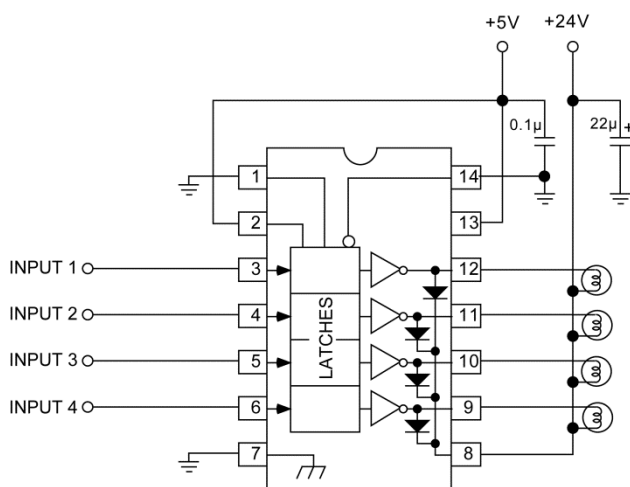 +5V
+24V
0.1µ
22µ
+
1
14
2
13
INPUT 1
3
12
INPUT 2
4
11
INPUT 3
5
10
INPUT 4
6
9
7
8
LATCHES